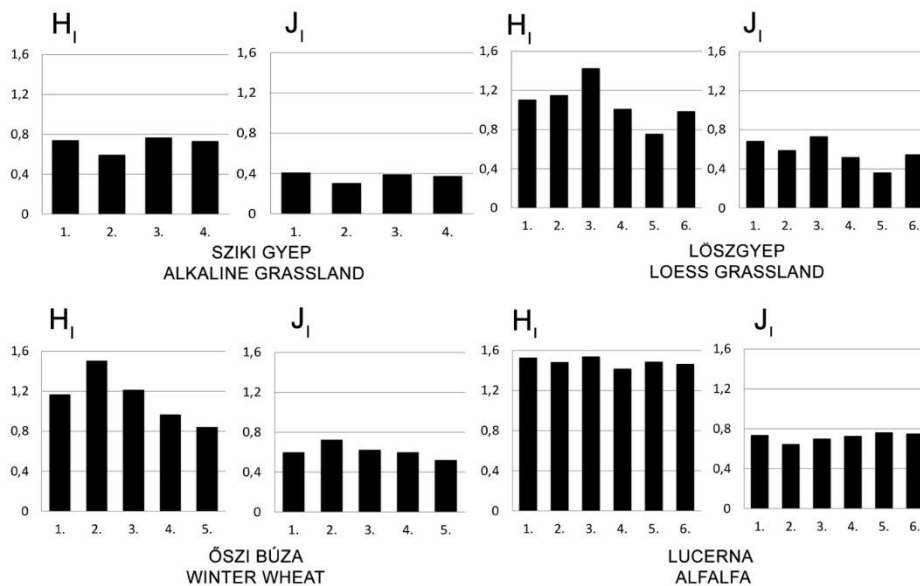 H_I
J_I
1,6
1,2
0,8
0,4
0
1,6
1,2
0,8
0,4
0
1. 2. 3. 4.
1. 2. 3. 4.
SZIKI GYEP
ALKALINE GRASSLAND
H_I
J_I
1,6
1,2
0,8
0,4
0
1,6
1,2
0,8
0,4
0
1. 2. 3. 4. 5. 6.
1. 2. 3. 4. 5. 6.
LÖSZGYEP
LOESS GRASSLAND
H_I
J_I
1,6
1,2
0,8
0,4
0
1,6
1,2
0,8
0,4
0
1. 2. 3. 4. 5.
1. 2. 3. 4. 5.
ŐSZI BÚZA
WINTER WHEAT
H_I
J_I
1,6
1,2
0,8
0,4
0
1,6
1,2
0,8
0,4
0
1. 2. 3. 4. 5. 6.
1. 2. 3. 4. 5. 6.
LUCERNA
ALFALFA